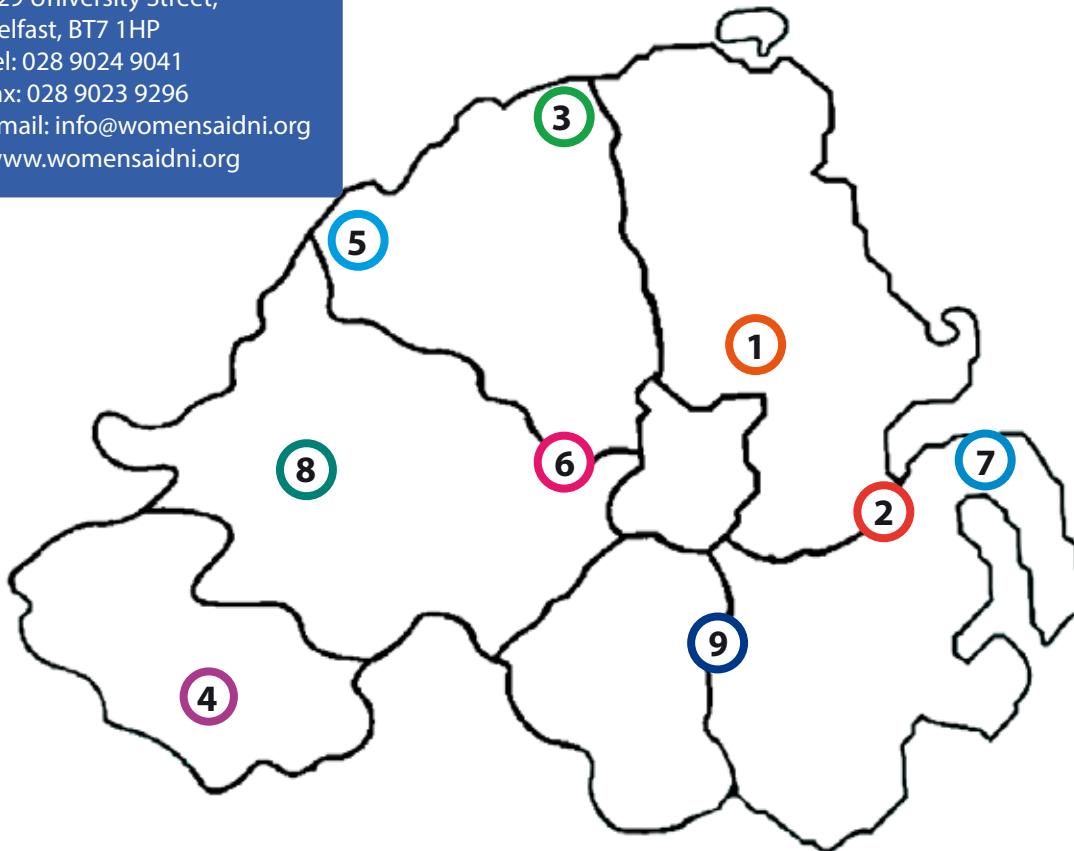 29 University Street,
elfast, BT7 1HP
el: 028 9024 9041
ax: 028 9023 9296
mail: info@womensaidni.org
www.womensaidni.org
3
5
1
8
6
7
2
9
4